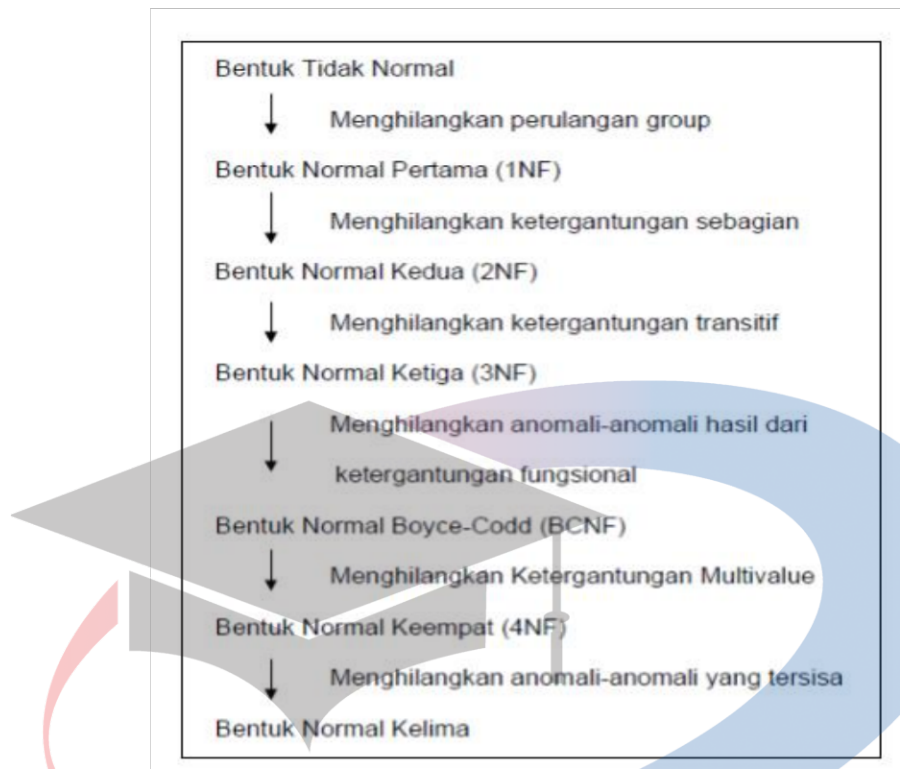 Bentuk Tidak Normal
Menghilangkan perulangan group
Bentuk Normal Pertama (1NF)
Menghilangkan ketergantungan sebagian
Bentuk Normal Kedua (2NF)
Menghilangkan ketergantungan transitif
Bentuk Normal Ketiga (3NF)
Menghilangkan anomali-anomali hasil dari
ketergantungan fungsional
Bentuk Normal Boyce-Codd (BCNF)
Menghilangkan Ketergantungan Multivalue
Bentuk Normal Keempat (4NF)
Menghilangkan anomali-anomali yang tersisa
Bentuk Normal Kelima